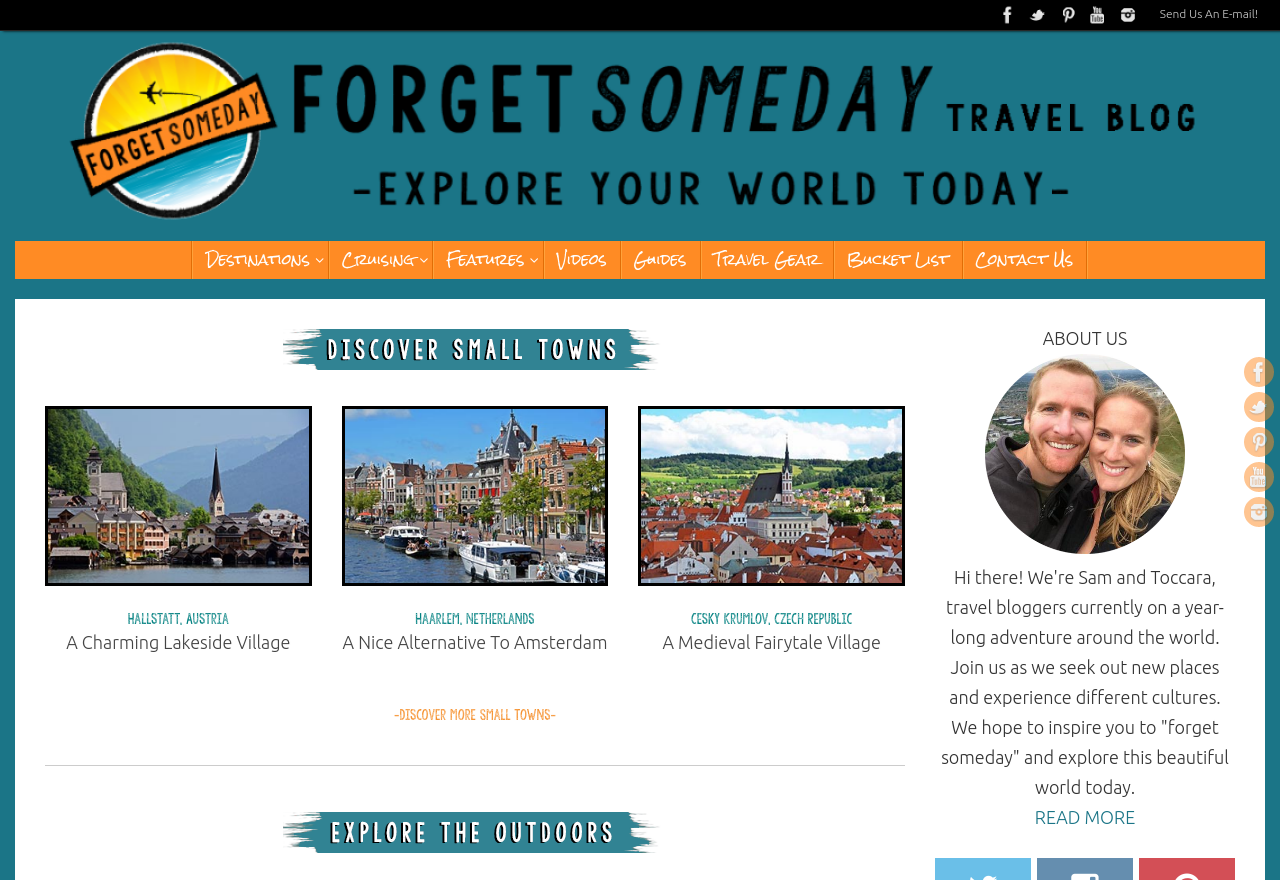 Send Us An E-mail!
FORGET SOMEDAY
FORGET SOMEDAY TRAVEL BLOG
-EXPLORE YOUR WORLD TODAY-
Destinations Cruising Features Videos Guides Travel Gear Bucket List Contact Us
DISCOVER SMALL TOWNS
HALLSTATT, AUSTRIA
A Charming Lakeside Village
HAARLEM, NETHERLANDS
A Nice Alternative To Amsterdam
CESKY KRUMLOV, CZECH REPUBLIC
A Medieval Fairytale Village
-DISCOVER MORE SMALL TOWNS-
EXPLORE THE OUTDOORS
ABOUT US
Hi there! We're Sam and Toccara,
travel bloggers currently on a year-
long adventure around the world.
Join us as we seek out new places
and experience different cultures.
We hope to inspire you to "forget
someday" and explore this beautiful
world today.
READ MORE
You
Tube
You
Tube